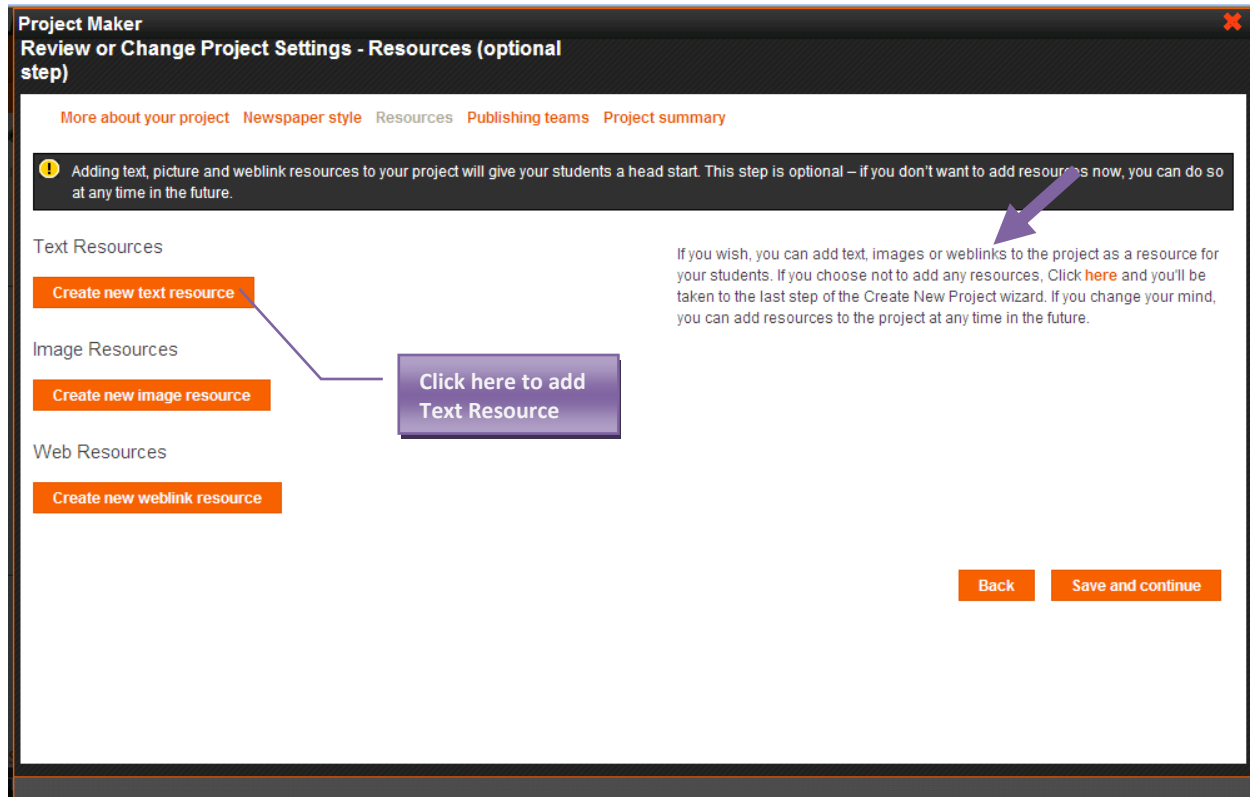 Project Maker
Review or Change Project Settings - Resources (optional
step)
More about your project Newspaper style Resources Publishing teams Project summary
Adding text, picture and weblink resources to your project will give your students a head start. This step is optional – if you don't want to add resources now, you can do so
at any time in the future.
Text Resources
Create new text resource
If you wish, you can add text, images or weblinks to the project as a resource for
your students. If you choose not to add any resources, Click here and you'll be
taken to the last step of the Create New Project wizard. If you change your mind,
you can add resources to the project at any time in the future.
Image Resources
Create new image resource
Click here to add
Text Resource
Web Resources
Create new weblink resource
Back Save and continue